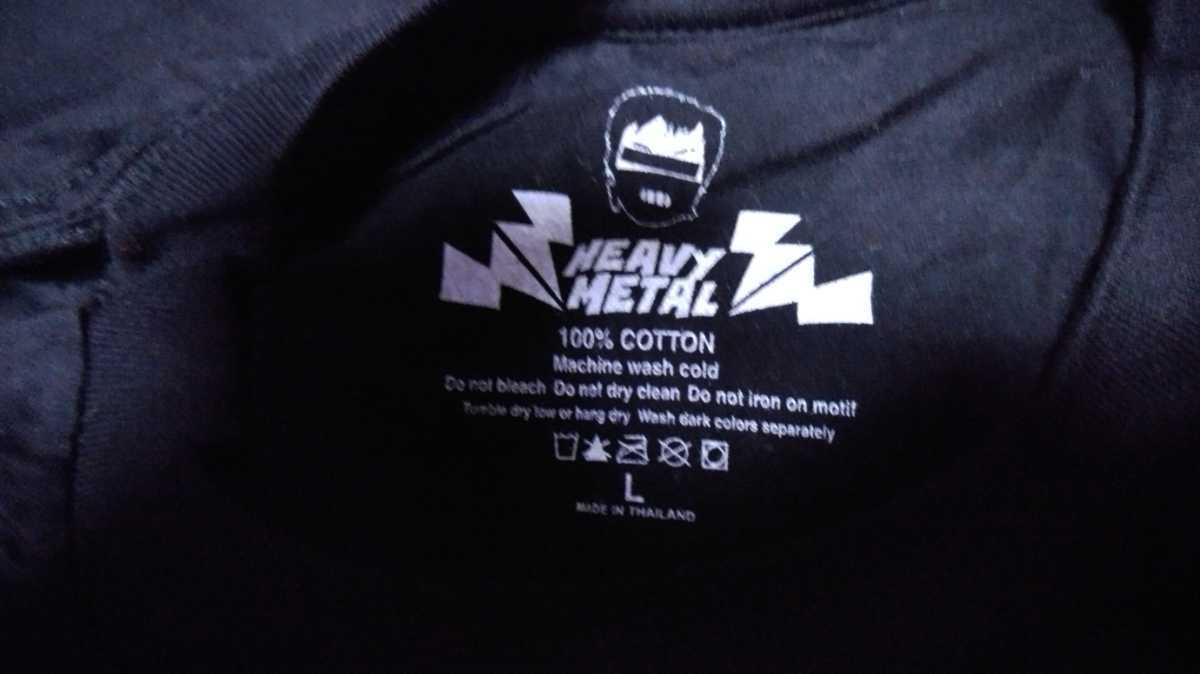 HEAVY
METAL
100% COTTON
Machine wash cold
Do not bleach Do not dry clean Do not iron on motif
Tumble dry low or hang dry Wash dark colors separately
L
MADE IN THAILAND